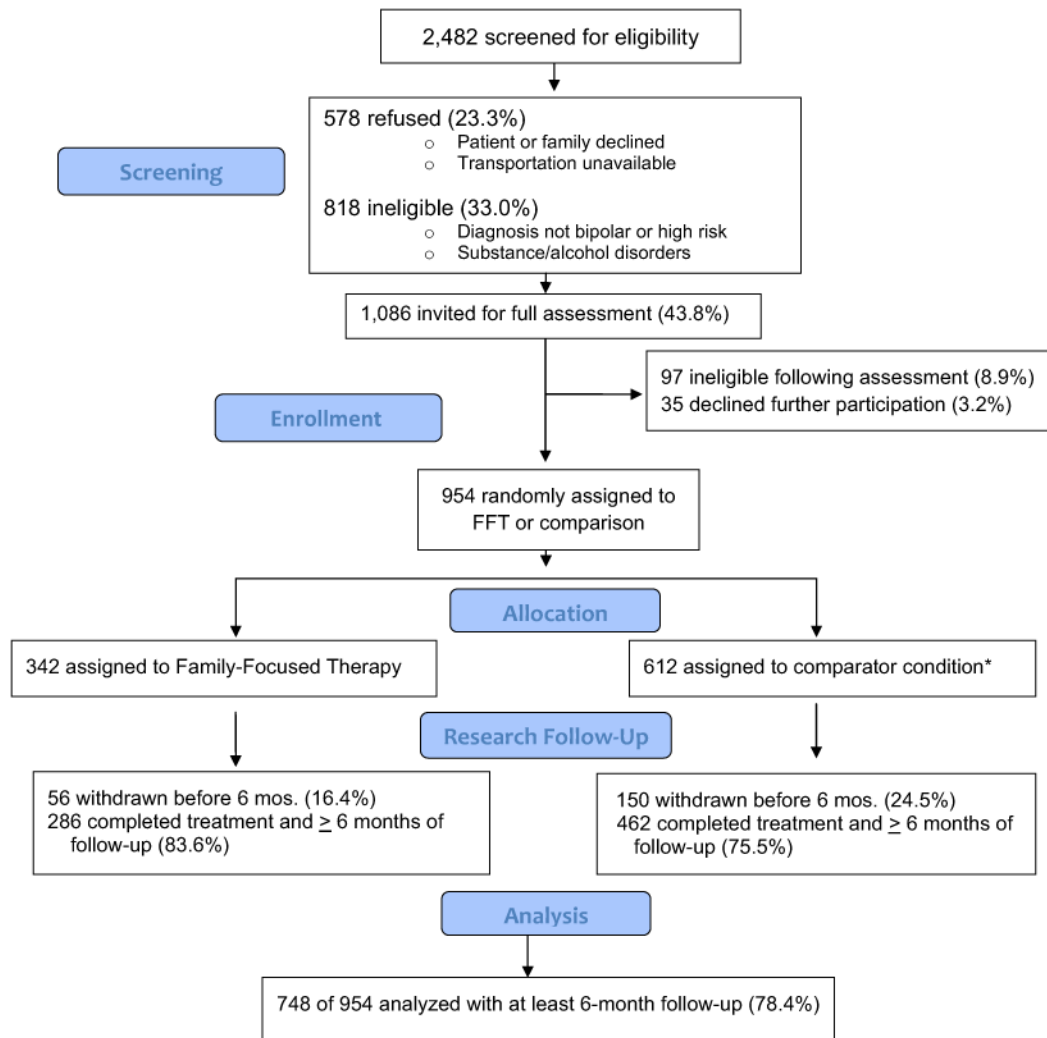 2,482 screened for eligibility
578 refused (23.3%)
o Patient or family declined
o Transportation unavailable
Screening
818 ineligible (33.0%)
o Diagnosis not bipolar or high risk
o Substance/alcohol disorders
1,086 invited for full assessment (43.8%)
97 ineligible following assessment (8.9%)
35 declined further participation (3.2%)
Enrollment
954 randomly assigned to
FFT or comparison
Allocation
342 assigned to Family-Focused Therapy
612 assigned to comparator condition*
Research Follow-Up
56 withdrawn before 6 mos. (16.4%)
286 completed treatment and > 6 months of
follow-up (83.6%)
150 withdrawn before 6 mos. (24.5%)
462 completed treatment and > 6 months of
follow-up (75.5%)
Analysis
748 of 954 analyzed with at least 6-month follow-up (78.4%)